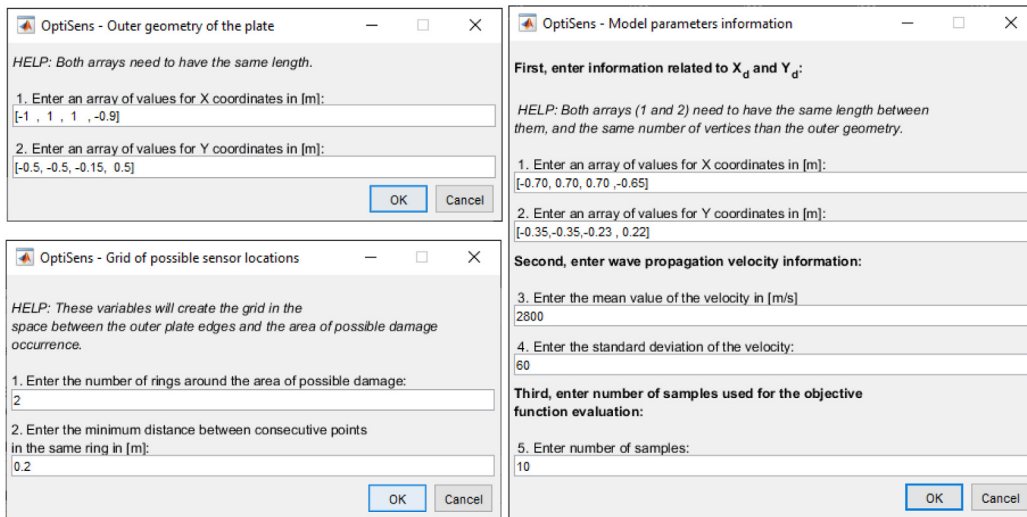 OptiSens - Outer geometry of the plate
HELP: Both arrays need to have the same length.
1. Enter an array of values for X coordinates in [m]:
[-1 , 1 , 1 , -0.9]
2. Enter an array of values for Y coordinates in [m]:
[-0.5, -0.5, -0.15, 0.5]
OK Cancel
OptiSens - Grid of possible sensor locations
HELP: These variables will create the grid in the
space between the outer plate edges and the area of possible damage
occurrence.
1. Enter the number of rings around the area of possible damage:
2
2. Enter the minimum distance between consecutive points
in the same ring in [m]:
0.2
OK Cancel
OptiSens - Model parameters information
First, enter information related to X_d and Y_d:
HELP: Both arrays (1 and 2) need to have the same length between
them, and the same number of vertices than the outer geometry.
1. Enter an array of values for X coordinates in [m]:
[-0.70, 0.70, 0.70 ,-0.65]
2. Enter an array of values for Y coordinates in [m]:
[-0.35,-0.35,-0.23 , 0.22]
Second, enter wave propagation velocity information:
3. Enter the mean value of the velocity in [m/s]
2800
4. Enter the standard deviation of the velocity:
60
Third, enter number of samples used for the objective
function evaluation:
5. Enter number of samples:
10
OK Cancel